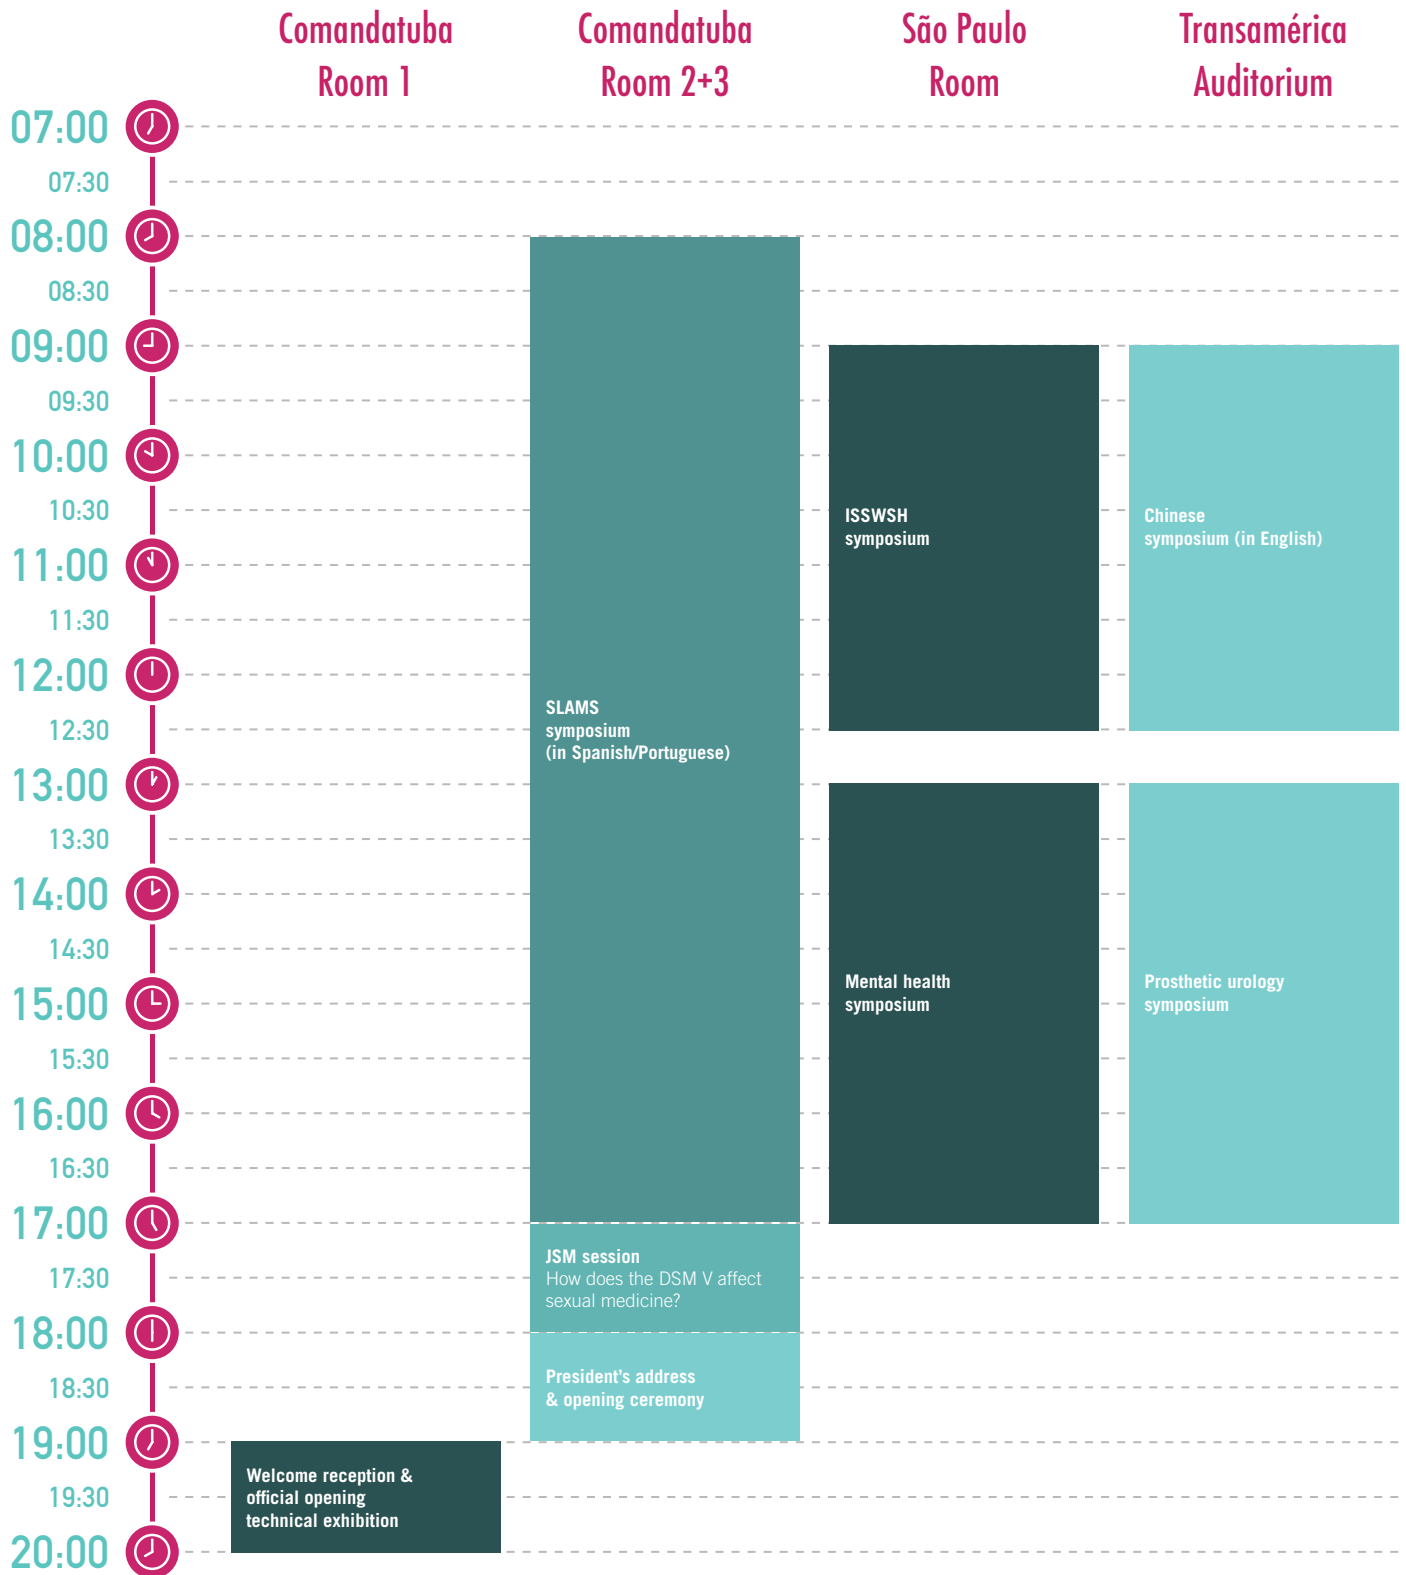 Comandatuba
Room 1
Comandatuba
Room 2+3
São Paulo
Room
Transamérica
Auditorium
07:00
07:30
08:00
08:30
09:00
09:30
10:00
10:30
11:00
11:30
12:00
12:30
13:00
13:30
14:00
14:30
15:00
15:30
16:00
16:30
17:00
17:30
18:00
18:30
19:00
19:30
20:00
Welcome reception &
official opening
technical exhibition
SLAMS
symposium
(in Spanish/Portuguese)
JSM session
How does the DSM V affect
sexual medicine?
President's address
& opening ceremony
ISSWSH
symposium
Mental health
symposium
Chinese
symposium (in English)
Prosthetic urology
symposium